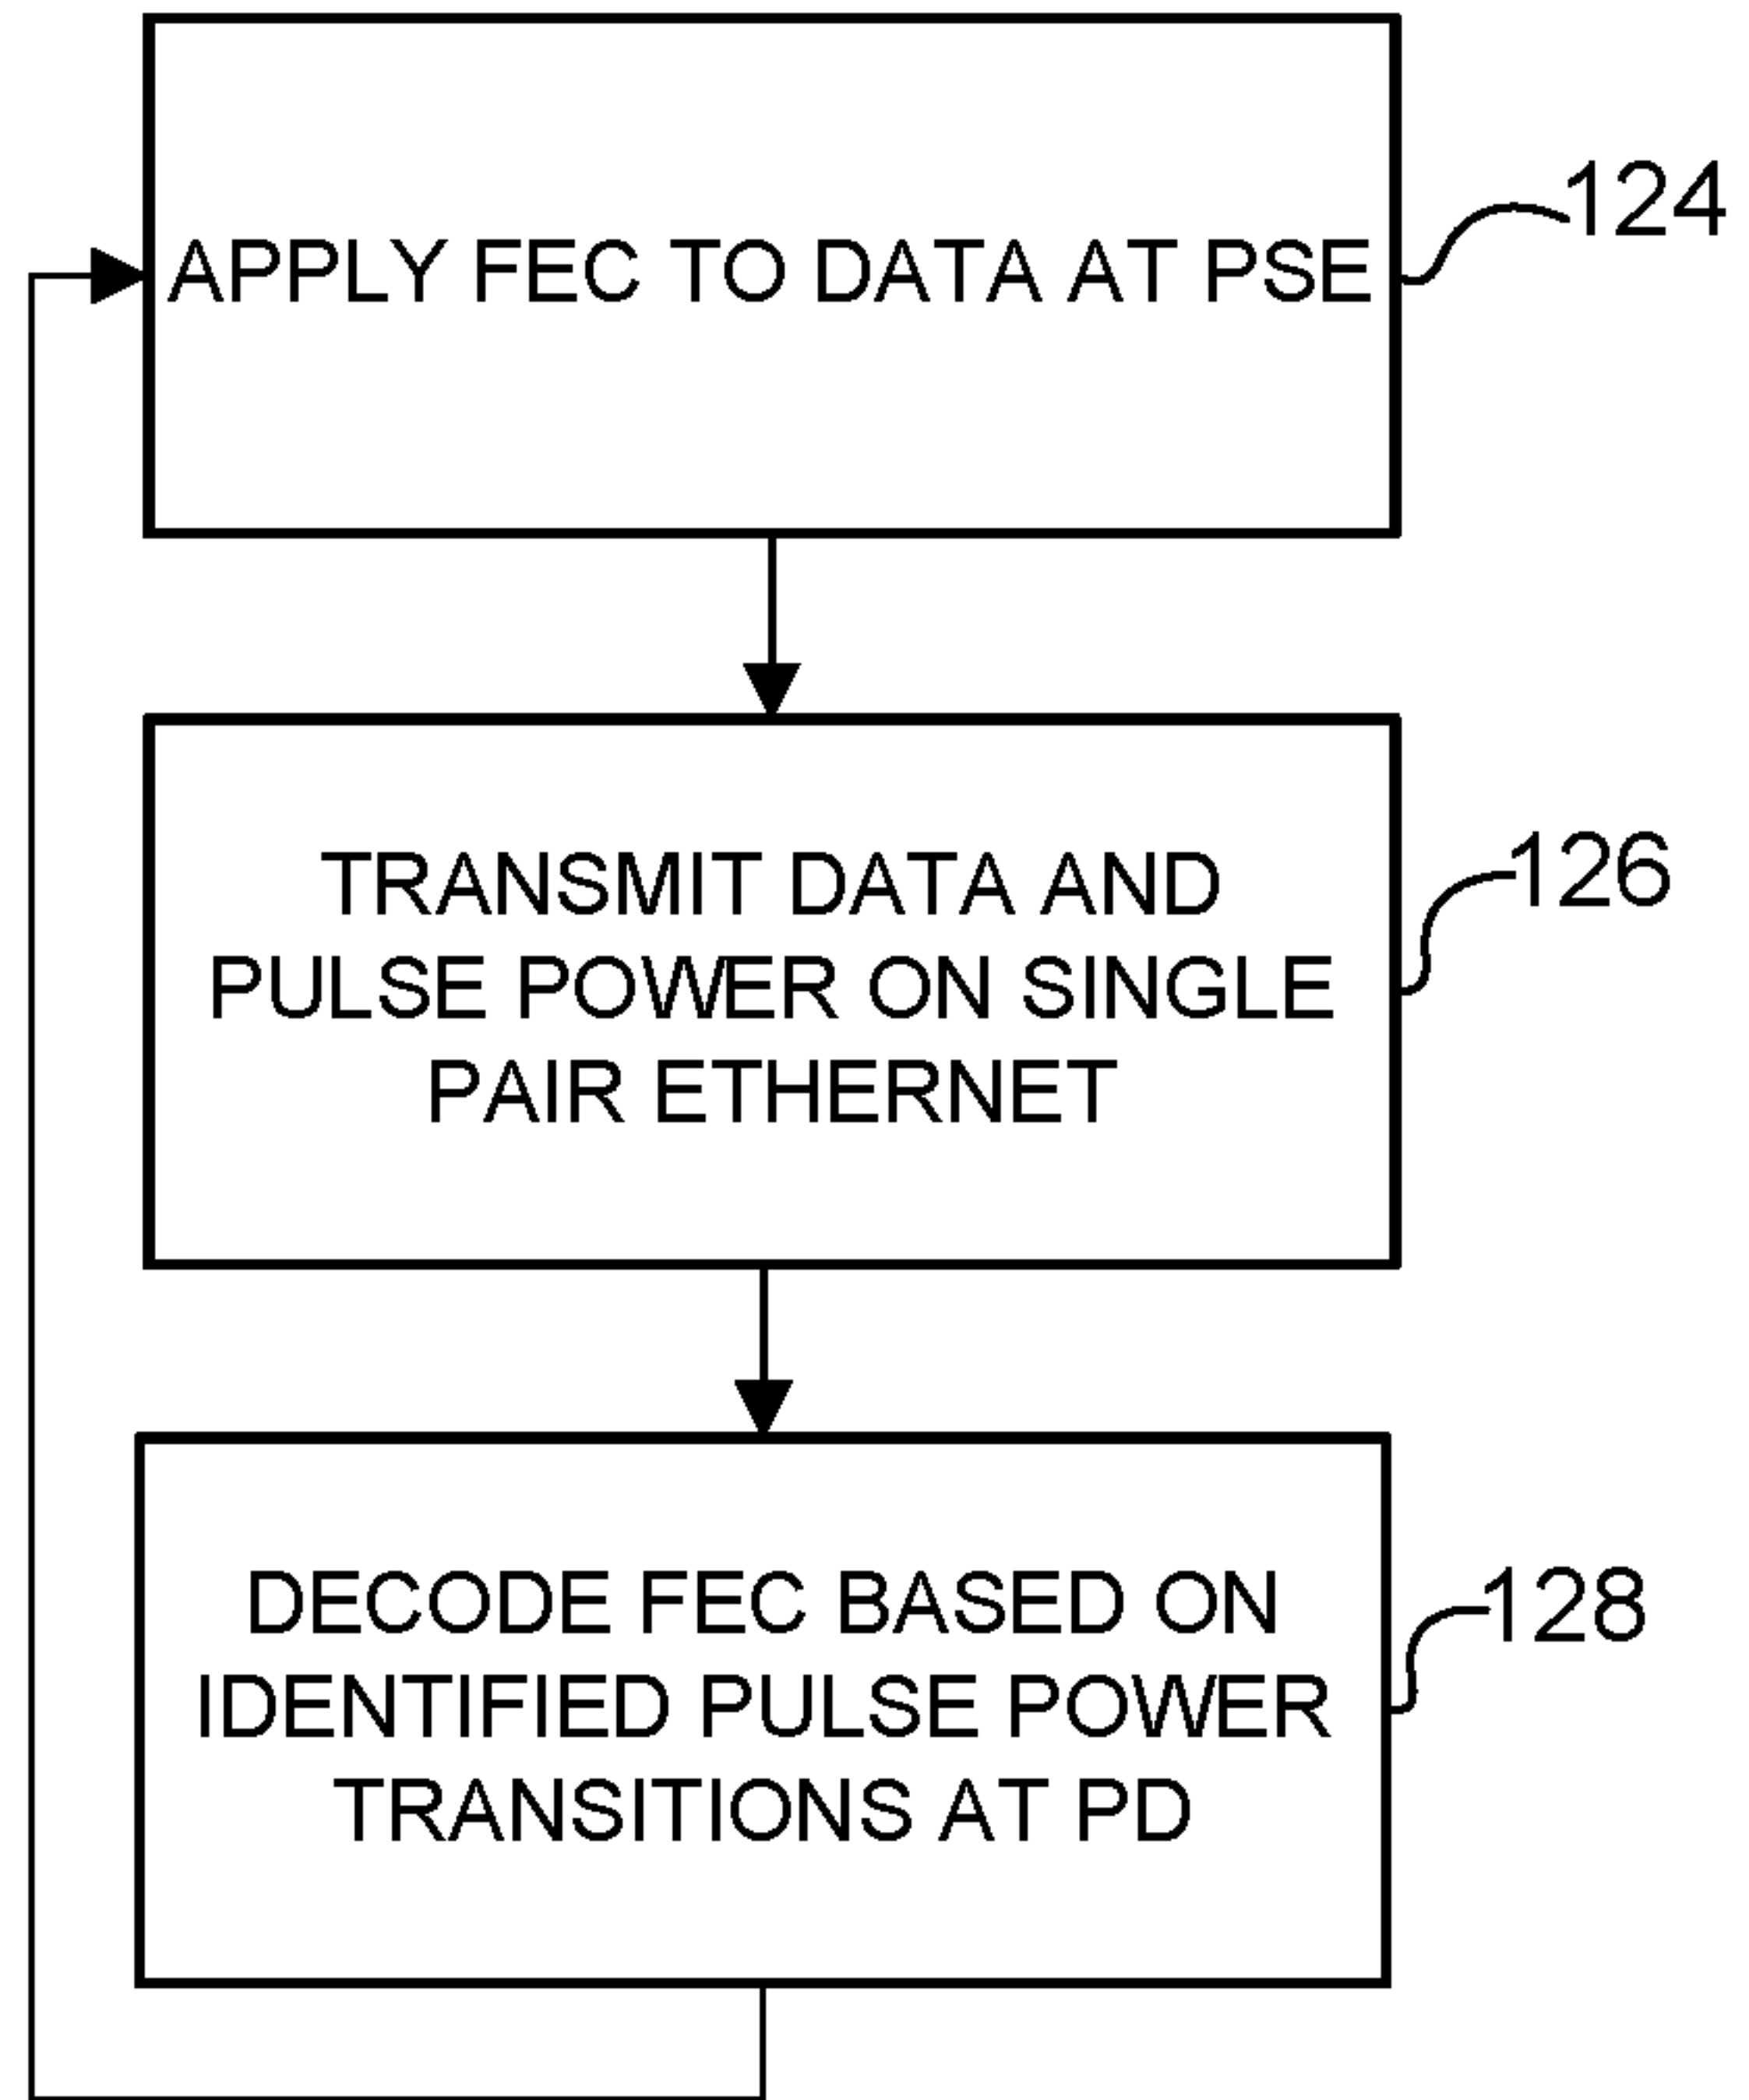 APPLY FEC TO DATA AT PSE
124
TRANSMIT DATA AND
PULSE POWER ON SINGLE
PAIR ETHERNET
126
DECODE FEC BASED ON
IDENTIFIED PULSE POWER
TRANSITIONS AT PD
128